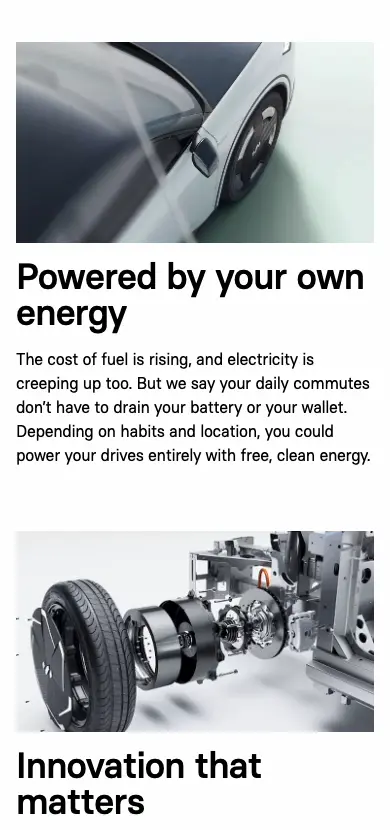 Powered by your own
energy
The cost of fuel is rising, and electricity is
creeping up too. But we say your daily commutes
don’t have to drain your battery or your wallet.
Depending on habits and location, you could
power your drives entirely with free, clean energy.
Innovation that
matters